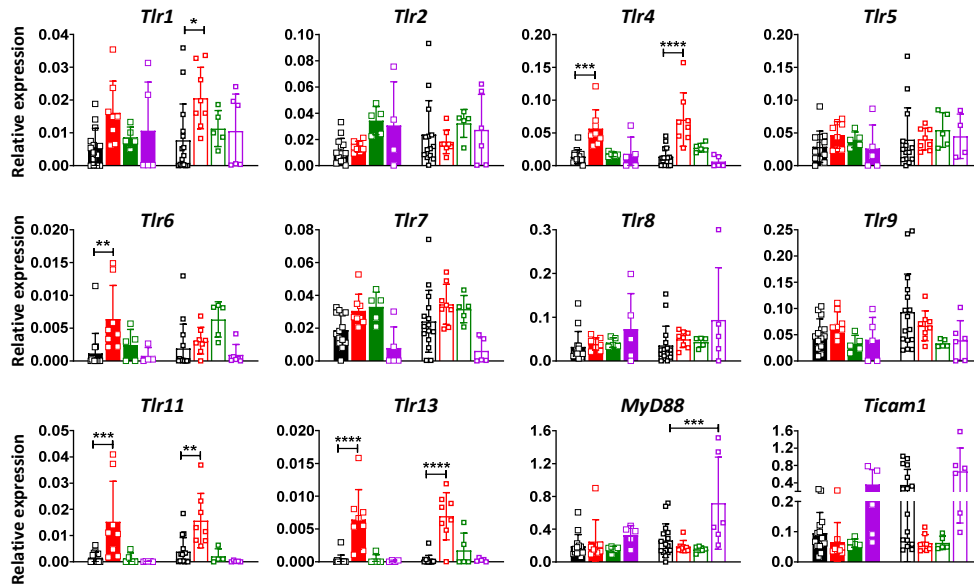 Tlr1 Tlr2 Tlr4 Tlr5
Relative expression
0.04 0.10 0.20 0.20
* *** ****
0.03 0.08 0.15 0.15
0.06
0.02 0.10 0.10
0.04
0.01 0.05 0.05
0.02
0.00 0.00 0.00 0.00
Tlr6 Tlr7 Tlr8 Tlr9
Relative expression
0.020 0.08 0.3 0.25
**
0.015 0.06 0.20
0.2
0.010 0.04 0.15
0.10
0.005 0.02 0.1
0.05
0.000 0.00 0.0 0.00
Tlr11 Tlr13 MyD88 Ticam1
Relative expression
0.05 0.020 1.6 1.6
*** ** **** **** ***
0.04 0.015 1.2 1.2
0.03 0.8
0.010 0.8 0.4
0.02 0.2
0.005 0.4 0.1
0.01
0.00 0.000 0.0 0.0